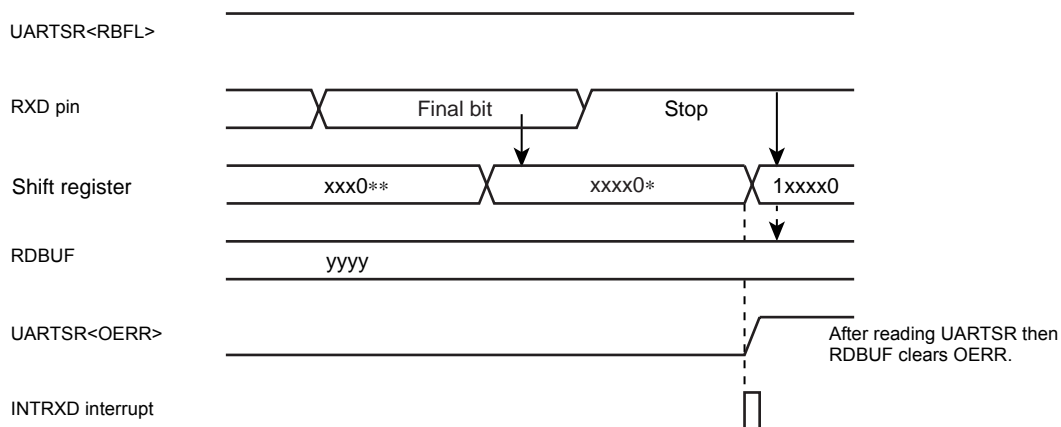 UARTSR<RBFL>
RXD pin
Final bit
Stop
Shift register
xxx0**
xxxx0*
1xxxx0
RDBUF
yyyy
UARTSR<OERR>
After reading UARTSR then
RDBUF clears OERR.
INTRXD interrupt